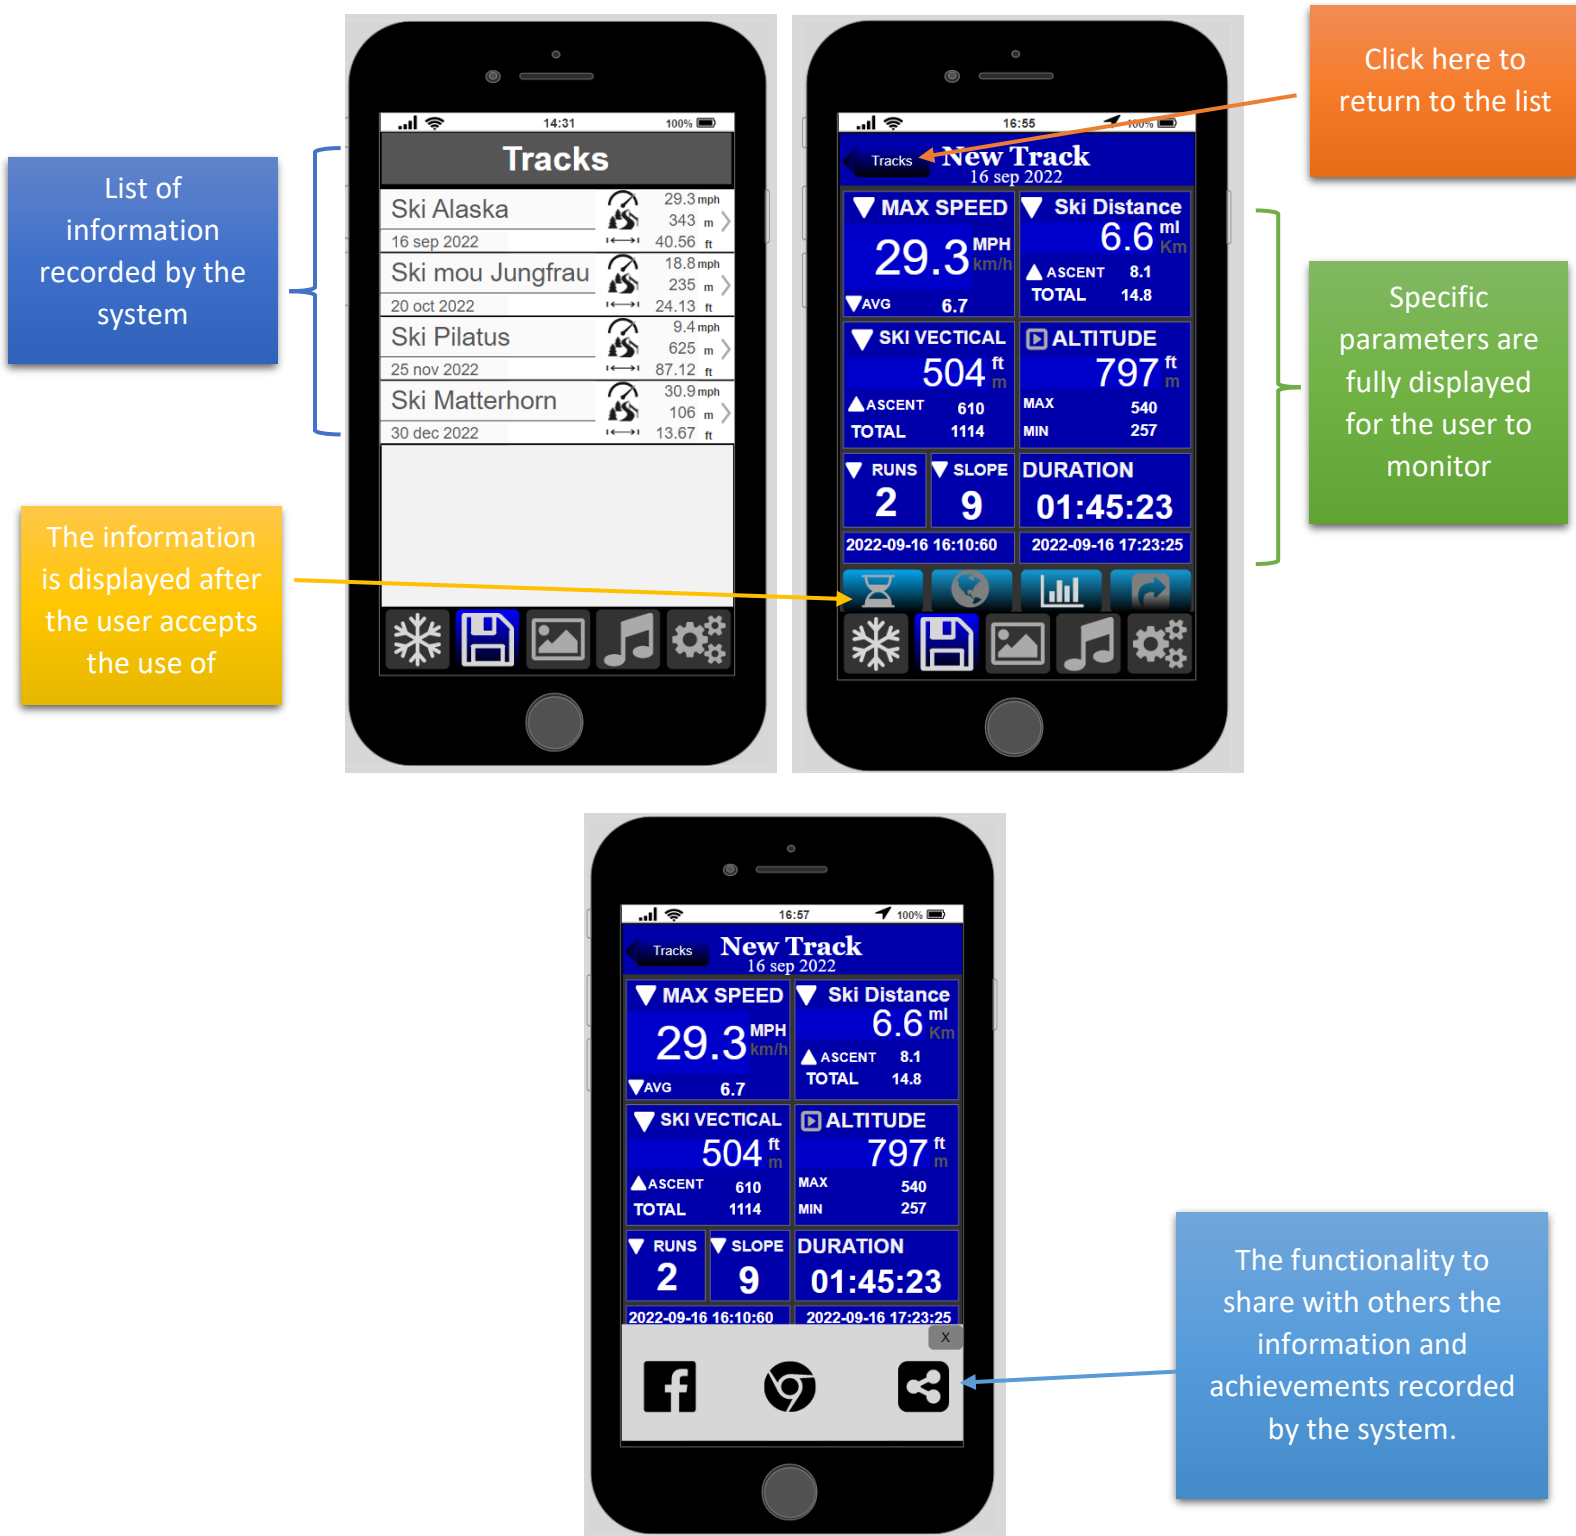 Click here to
return to the list
List of
information
recorded by the
system
The information
is displayed after
the user accepts
the use of
14:31
100%
Tracks
Ski Alaska
29.3 mph
343 m
16 sep 2022
40.56 ft
Ski mou Jungfrau
18.8 mph
235 m
20 oct 2022
24.13 ft
Ski Pilatus
9.4 mph
625 m
25 nov 2022
87.12 ft
Ski Matterhorn
30.9 mph
106 m
30 dec 2022
13.67 ft
16:55
100%
Tracks
New Track
16 sep 2022
MAX SPEED
29.3 MPH
km/h
AVG 6.7
Ski Distance
6.6 ml
Km
ASCENT 8.1
TOTAL 14.8
SKI VECTICAL
504 ft
m
ASCENT 610
TOTAL 1114
ALTITUDE
797 ft
m
MAX 540
MIN 257
RUNS
2
SLOPE
9
DURATION
01:45:23
2022-09-16 16:10:60
2022-09-16 17:23:25
Specific
parameters are
fully displayed
for the user to
monitor
16:57
100%
Tracks
New Track
16 sep 2022
MAX SPEED
29.3 MPH
km/h
AVG 6.7
Ski Distance
6.6 ml
Km
ASCENT 8.1
TOTAL 14.8
SKI VECTICAL
504 ft
m
ASCENT 610
TOTAL 1114
ALTITUDE
797 ft
m
MAX 540
MIN 257
RUNS
2
SLOPE
9
DURATION
01:45:23
2022-09-16 16:10:60
2022-09-16 17:23:25
X
The functionality to
share with others the
information and
achievements recorded
by the system.